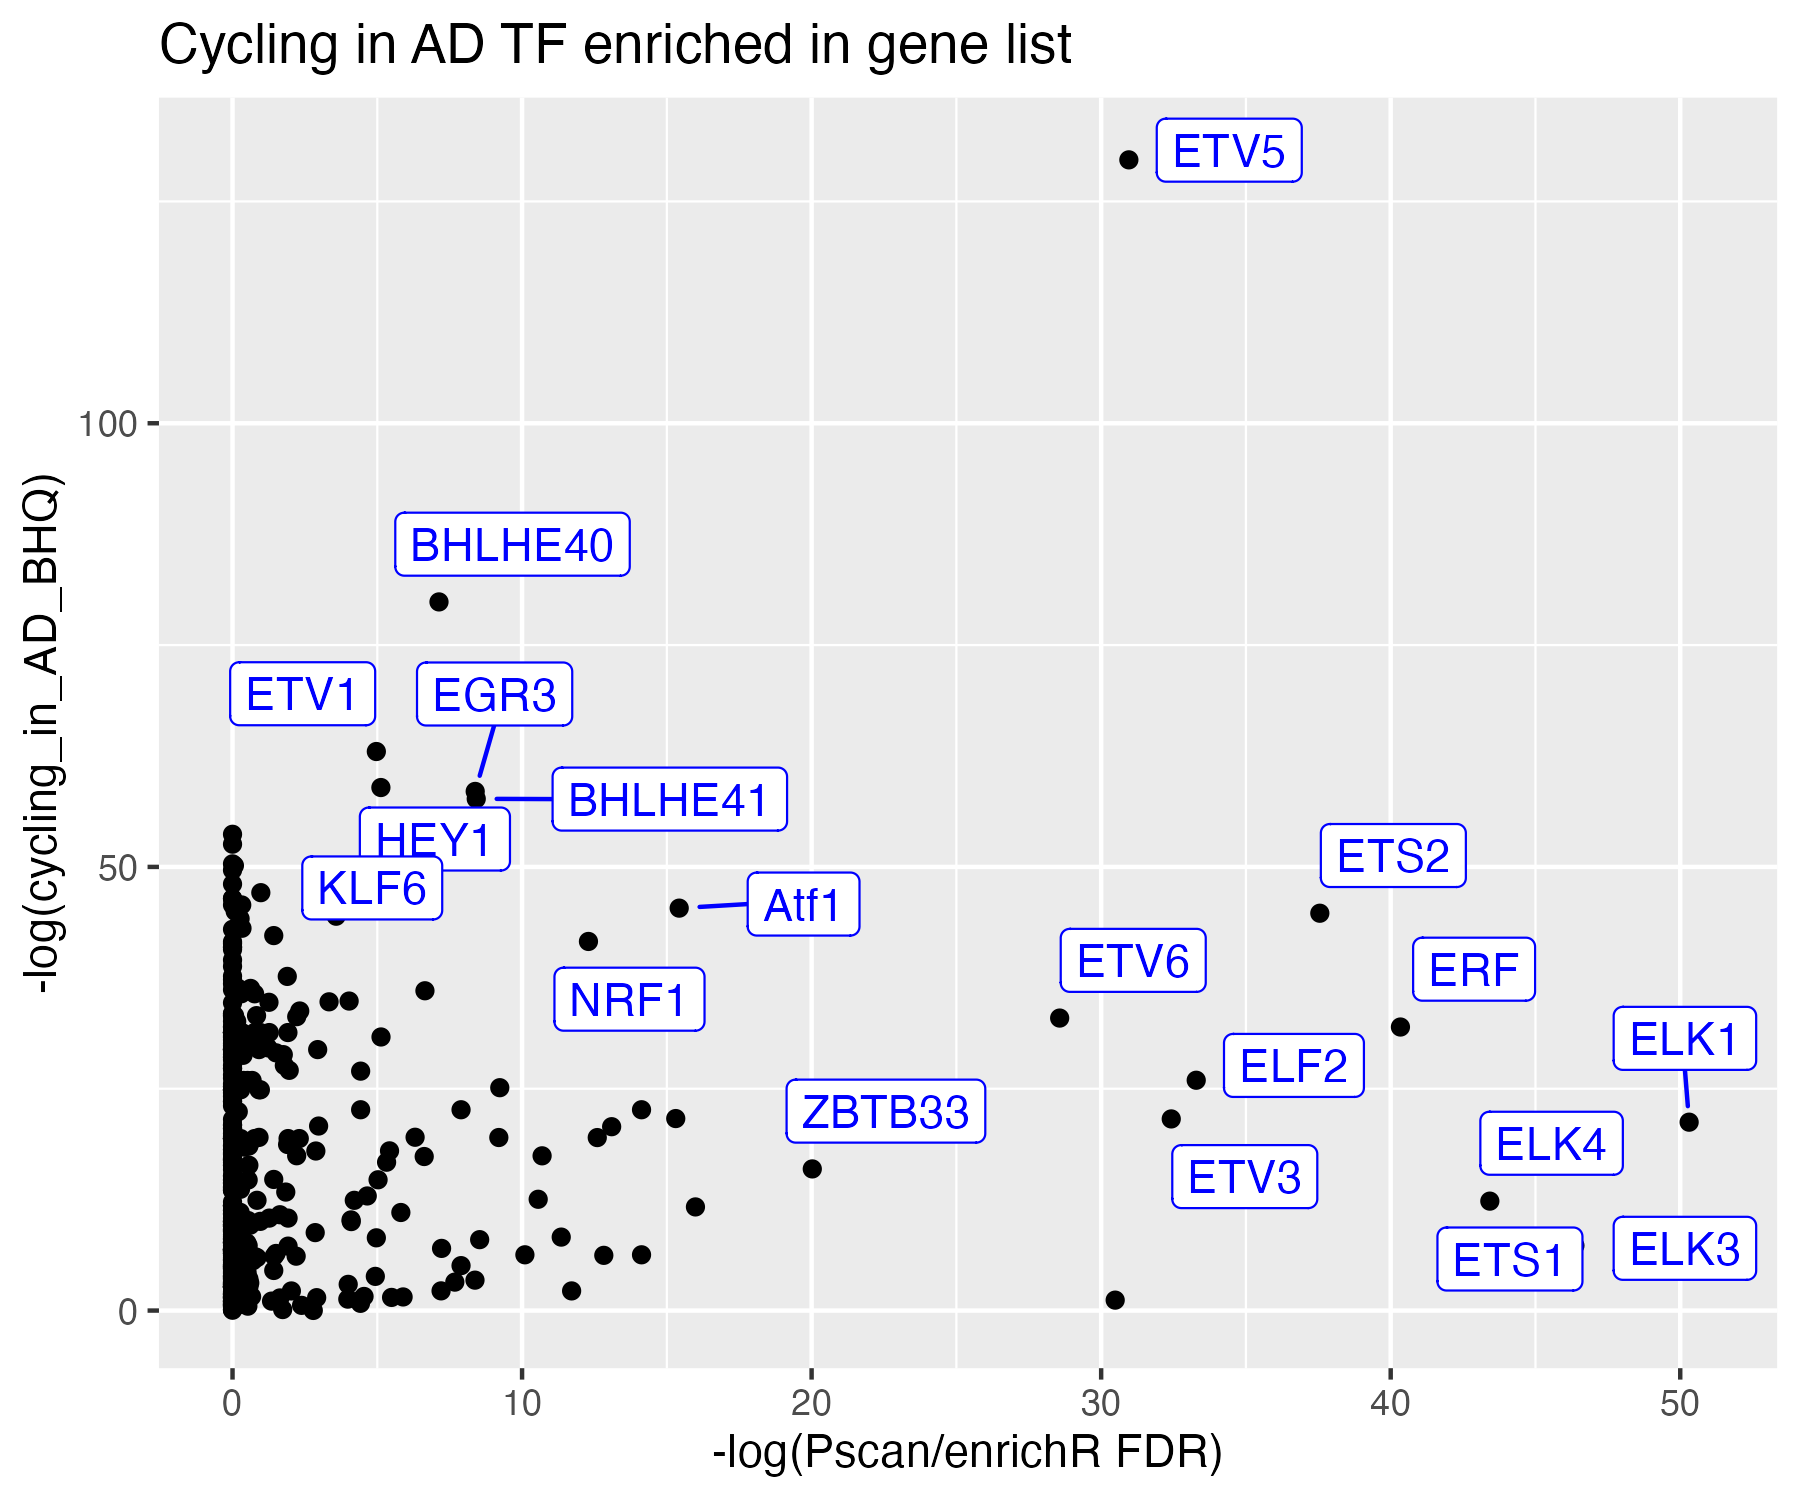 Cycling in AD TF enriched in gene list
ETV5
100
BHLHE40
ETV1
EGR3
BHLHE41
HEY1
ETS2
50
KLF6
Atf1
ETV6
ERF
NRF1
ELK1
ELF2
ZBTB33
ELK4
ETV3
ELK3
ETS1
0
0 10 20 30 40 50
-log(cycling_in_AD_BHQ)
-log(Pscan/enrichR FDR)